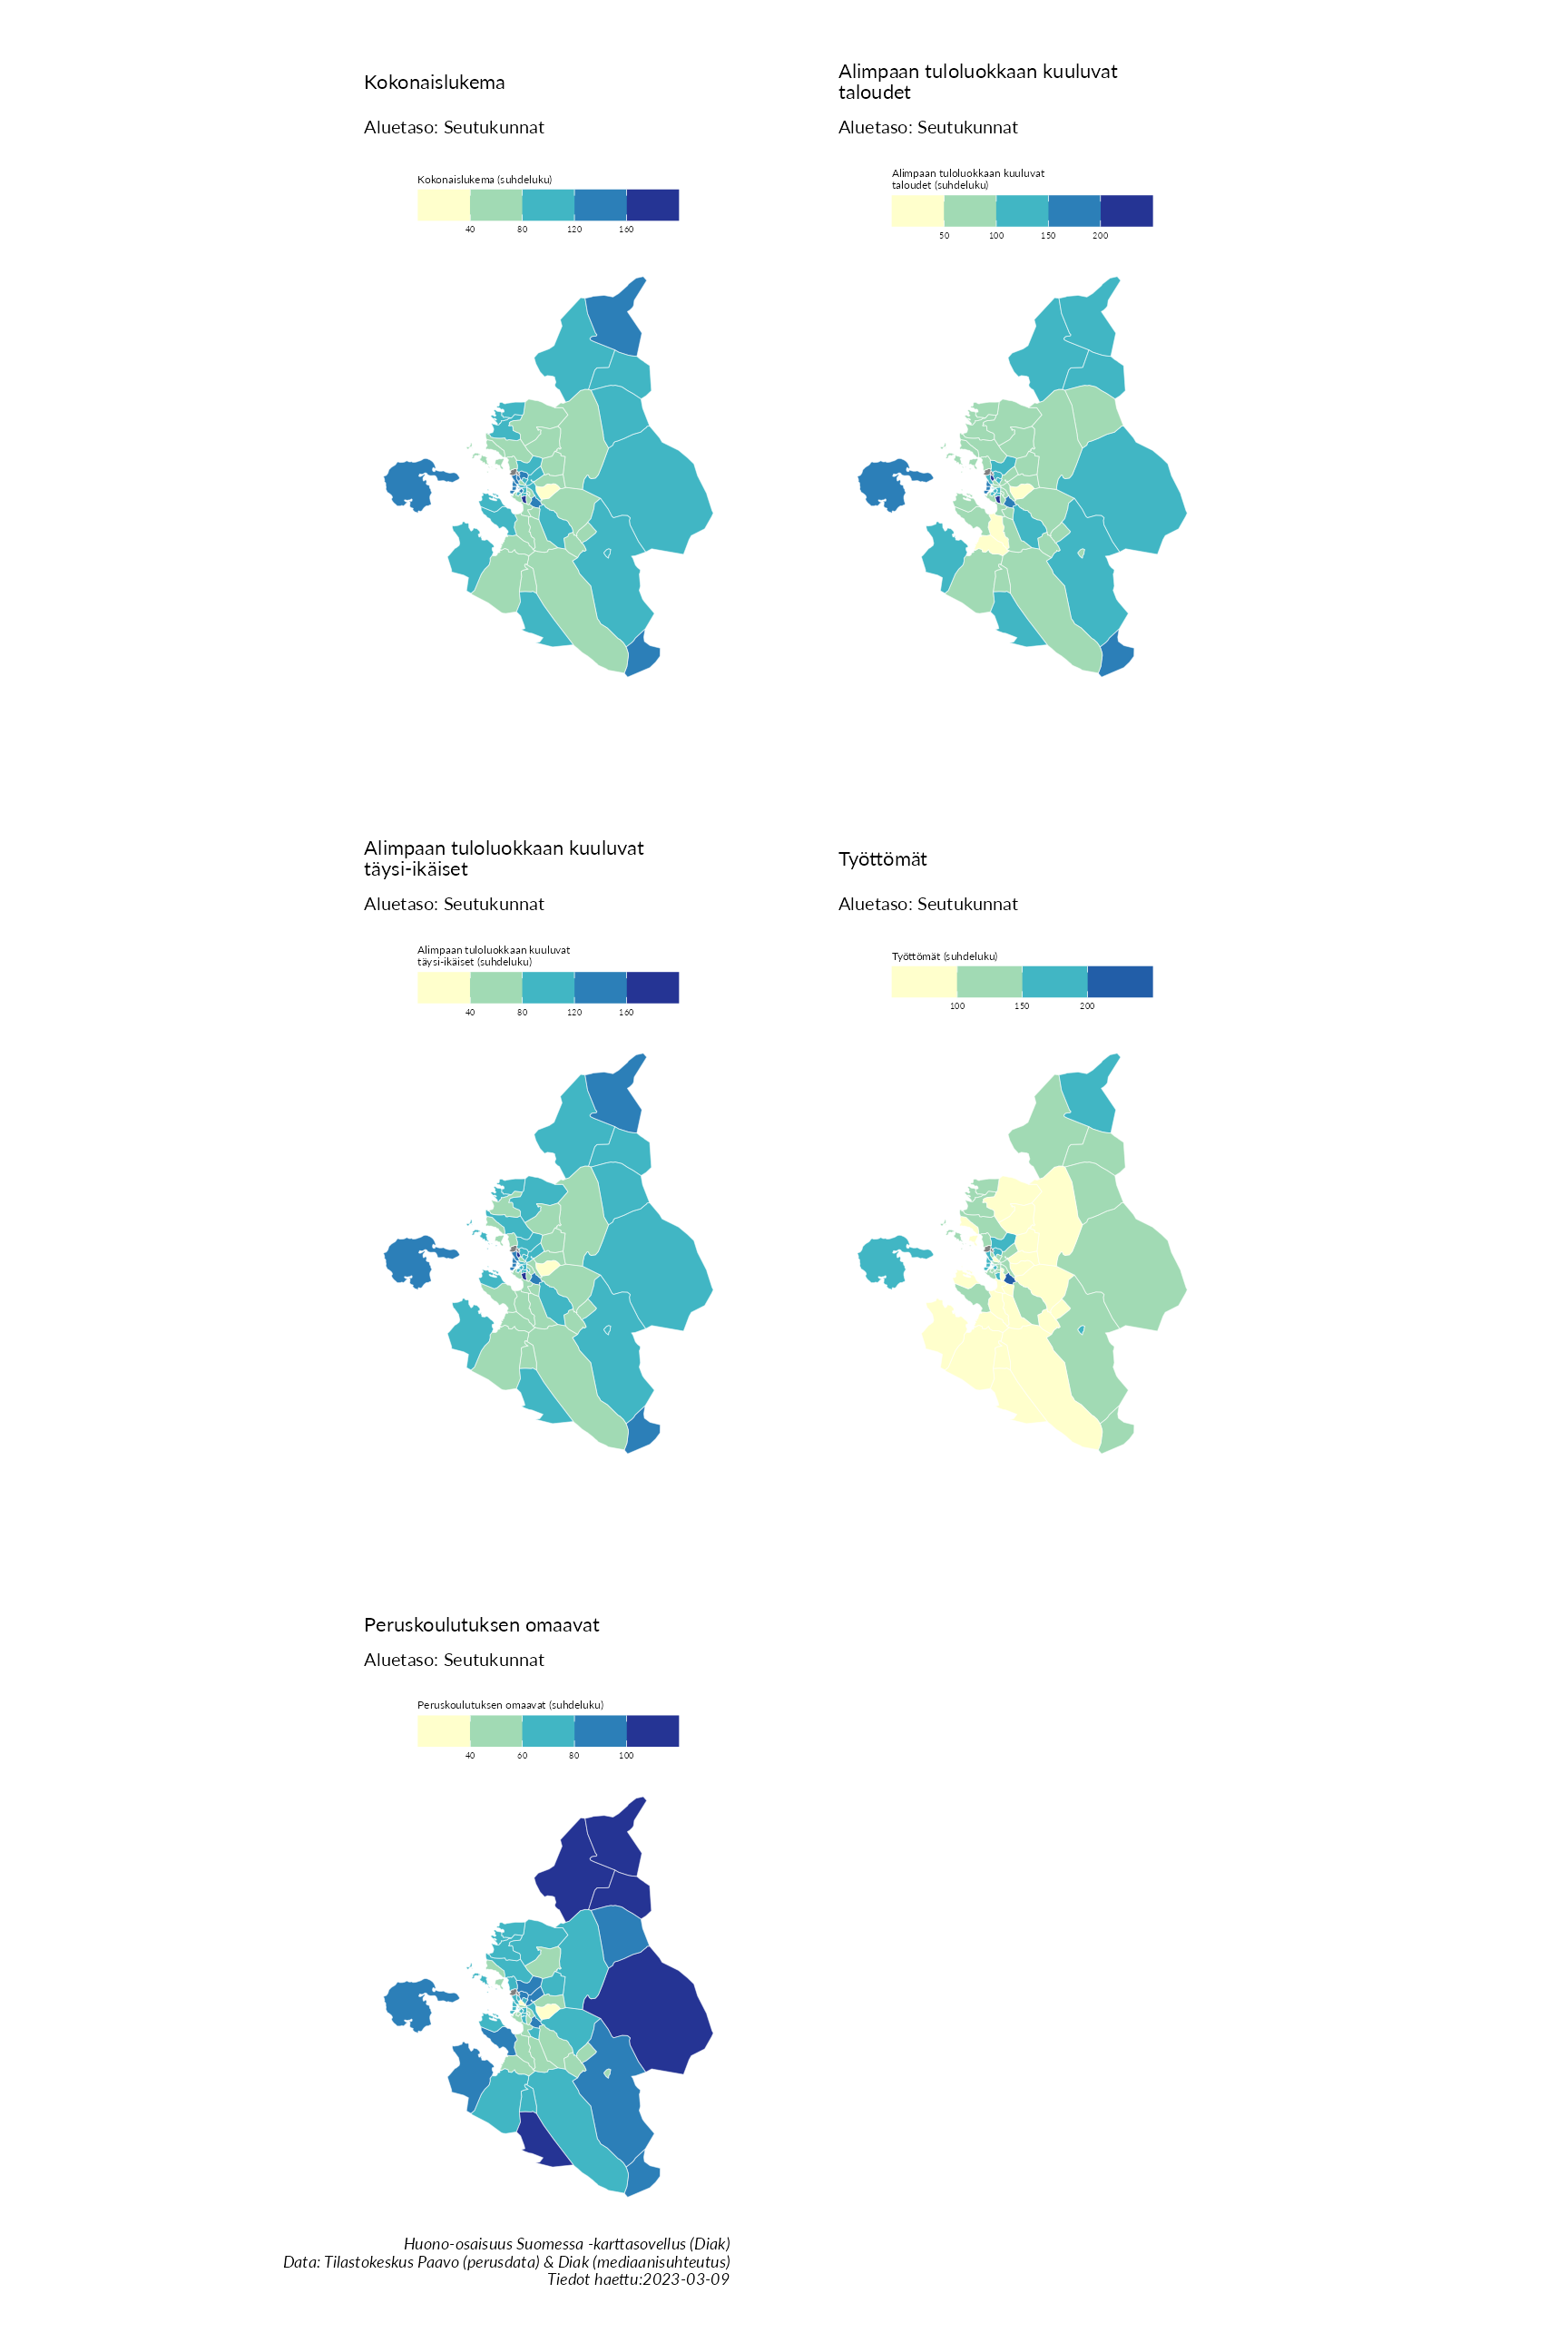 Kokonaislukema
Aluetaso: Seutukunnat
Kokonaislukema (suhdeluku)
40 80 120 160
Alimpaan tuloluokkaan kuuluvat
taloudet
Aluetaso: Seutukunnat
Alimpaan tuloluokkaan kuuluvat
taloudet (suhdeluku)
50 100 150 200
Alimpaan tuloluokkaan kuuluvat
täysi-ikäiset
Aluetaso: Seutukunnat
Alimpaan tuloluokkaan kuuluvat
täysi-ikäiset (suhdeluku)
40 80 120 160
Työttömät
Aluetaso: Seutukunnat
Työttömät (suhdeluku)
100 150 200
Peruskoulutuksen omaavat
Aluetaso: Seutukunnat
Peruskoulutuksen omaavat (suhdeluku)
40 60 80 100
Huono-osaisuus Suomessa -karttasovellus (Diak)
Data: Tilastokeskus Paavo (perusdata) & Diak (mediaanisuhteutus)
Tiedot haettu:2023-03-09